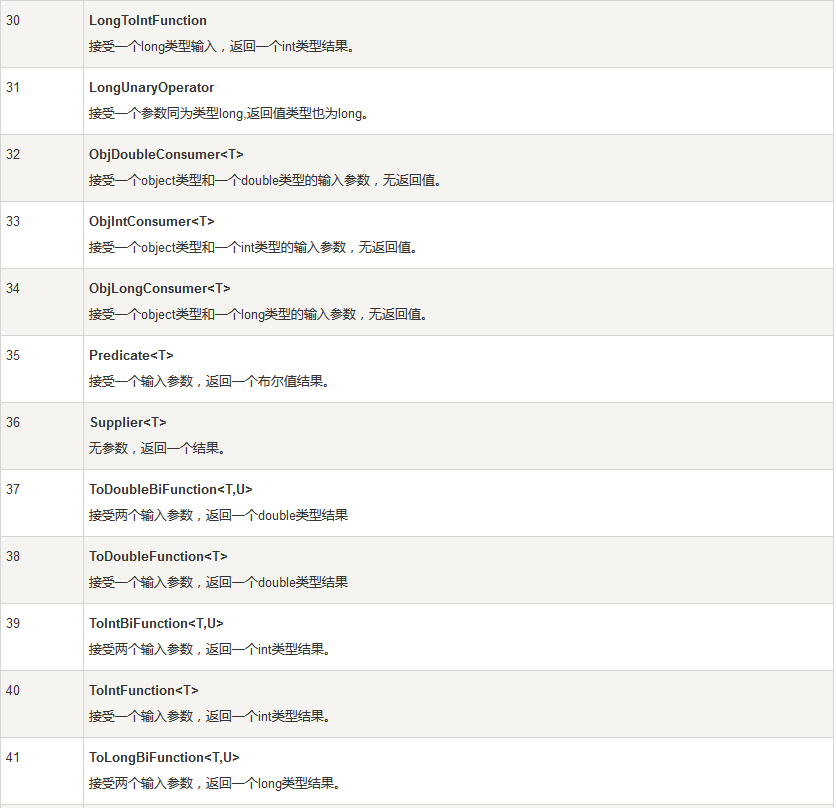 30
LongToIntFunction
接受一个long类型输入，返回一个int类型结果。
31
LongUnaryOperator
接受一个参数同为类型long,返回值类型也为long。
32
ObjDoubleConsumer<T>
接受一个object类型和一个double类型的输入参数，无返回值。
33
ObjIntConsumer<T>
接受一个object类型和一个int类型的输入参数，无返回值。
34
ObjLongConsumer<T>
接受一个object类型和一个long类型的输入参数，无返回值。
35
Predicate<T>
接受一个输入参数，返回一个布尔值结果。
36
Supplier<T>
无参数，返回一个结果。
37
ToDoubleBiFunction<T,U>
接受两个输入参数，返回一个double类型结果
38
ToDoubleFunction<T>
接受一个输入参数，返回一个double类型结果
39
ToIntBiFunction<T,U>
接受两个输入参数，返回一个int类型结果。
40
ToIntFunction<T>
接受一个输入参数，返回一个int类型结果。
41
ToLongBiFunction<T,U>
接受两个输入参数，返回一个long类型结果。